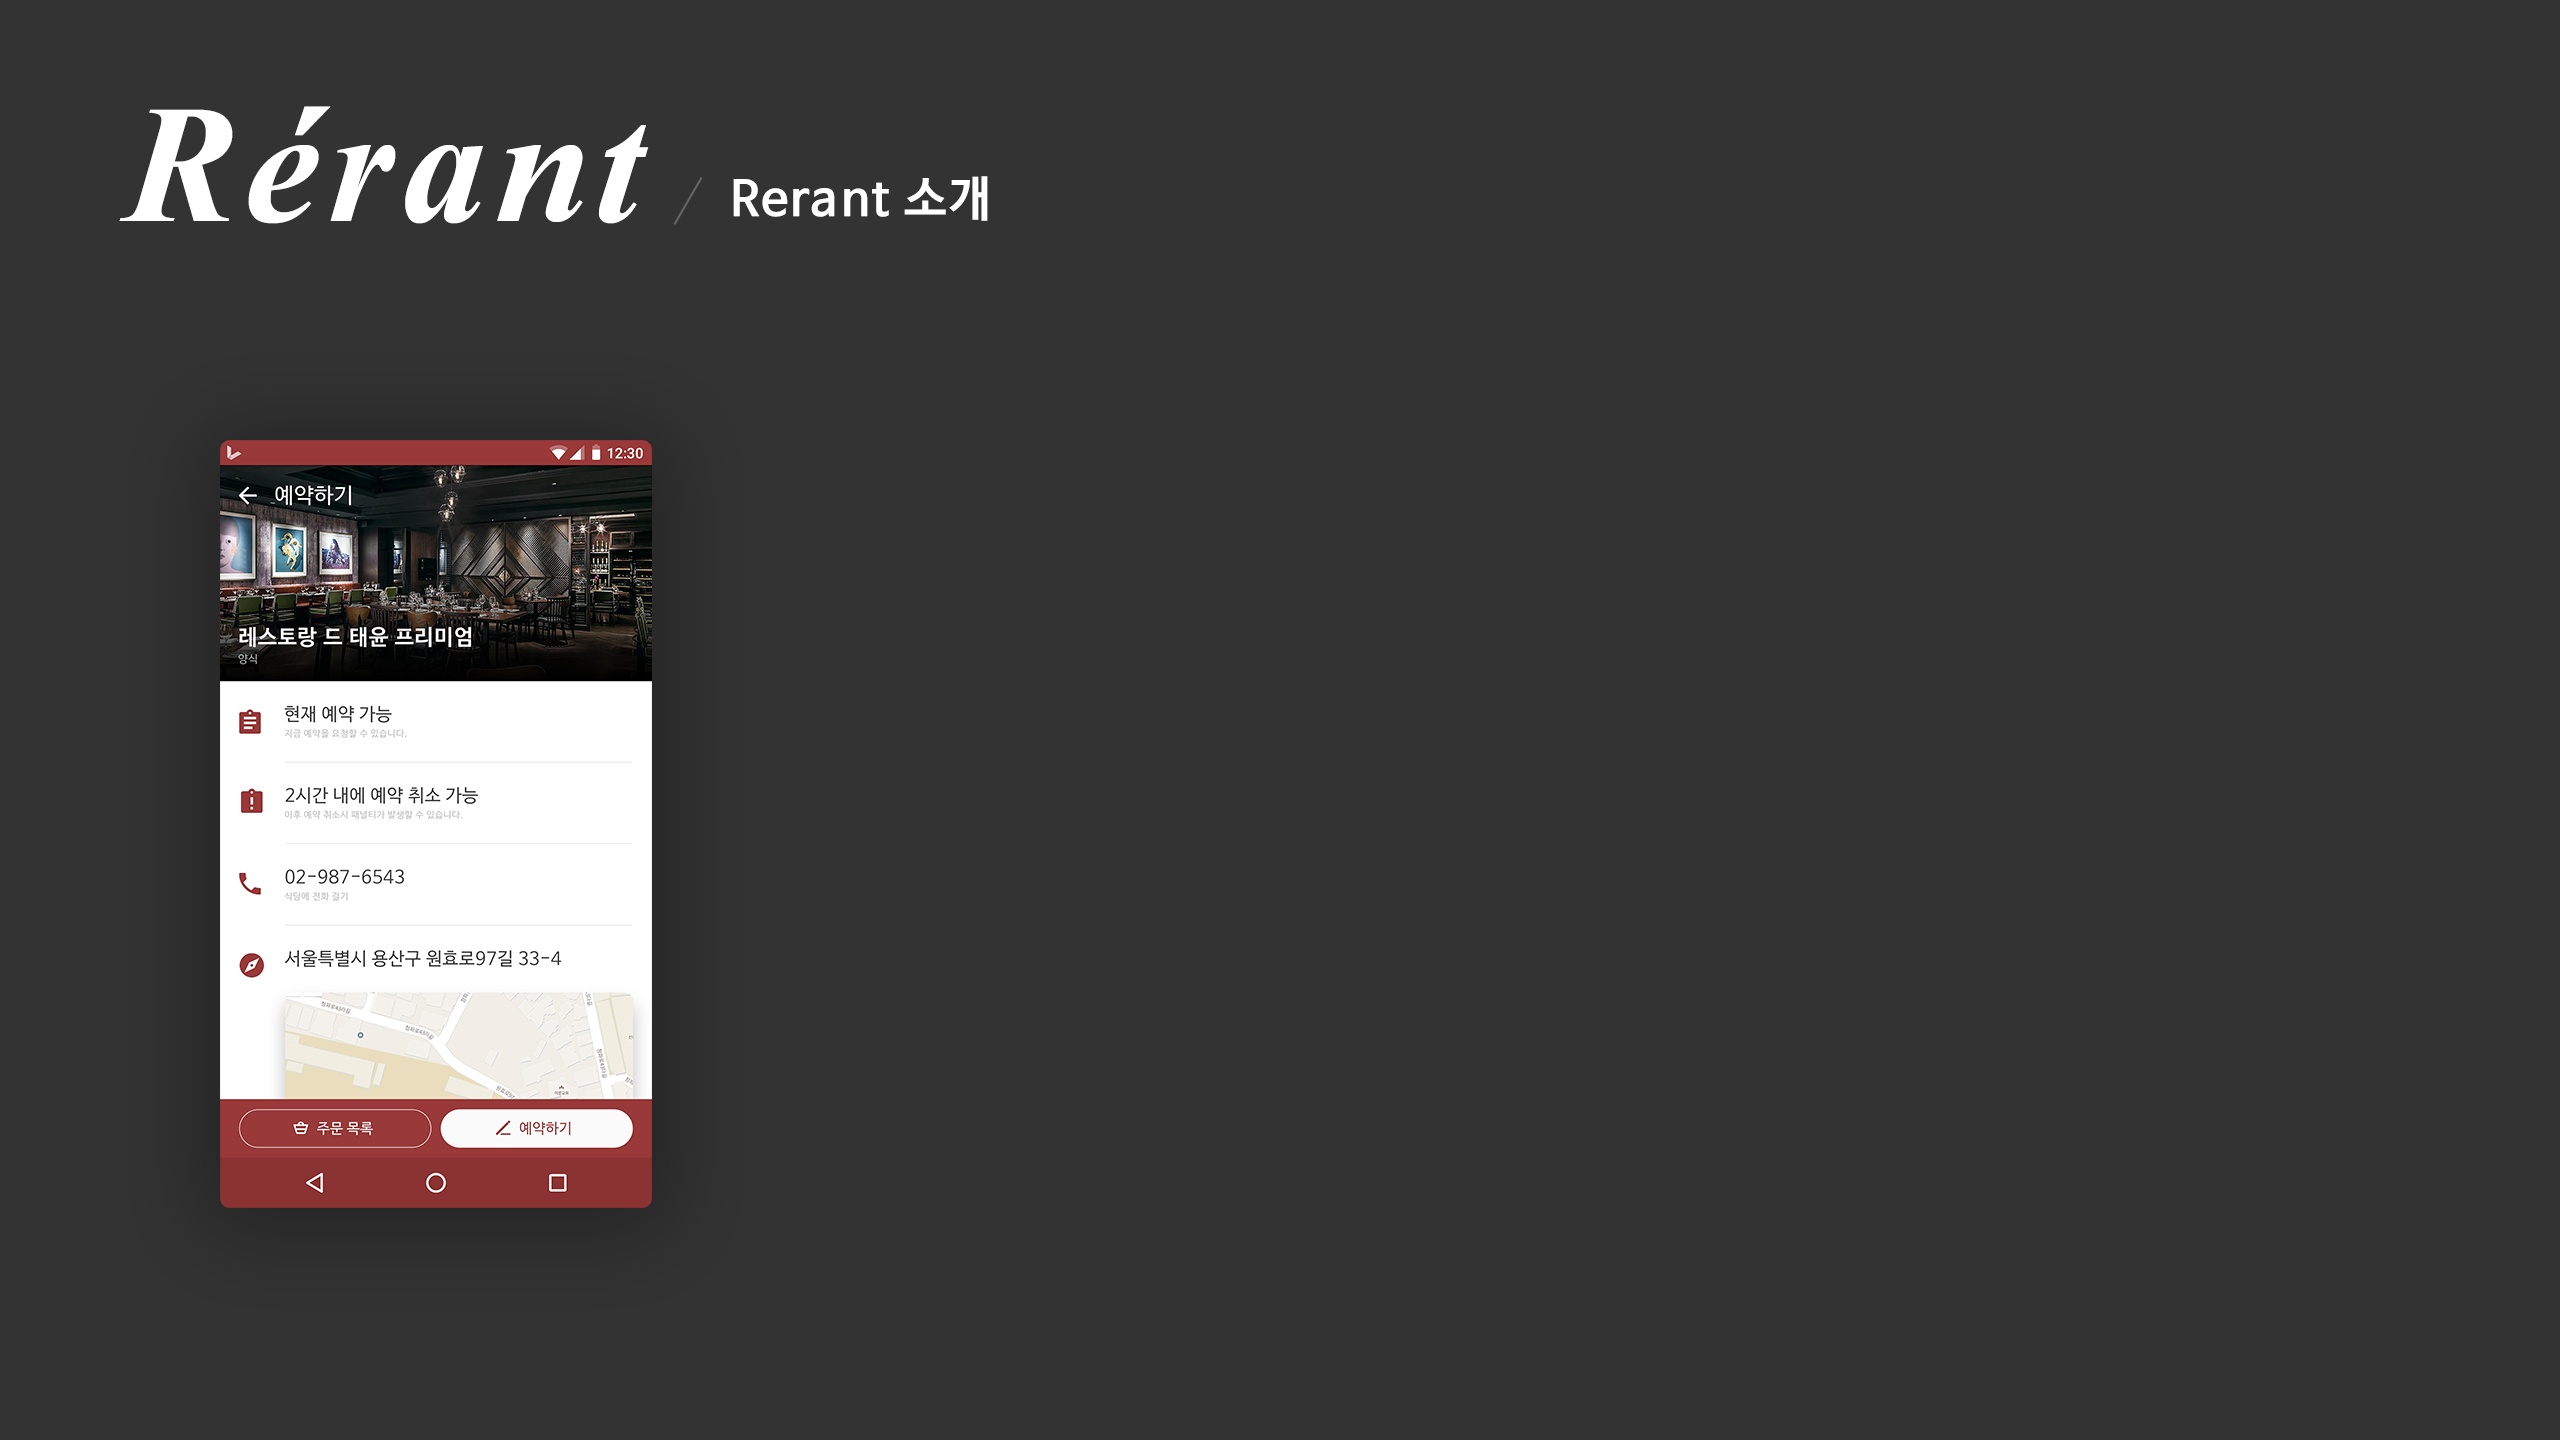 Rérant
Rerant 소개
12:30
예약하기
레스토랑 드 태윤 프리미엄
양식
현재 예약 가능
지금 예약을 요청할 수 있습니다.
2시간 내에 예약 취소 가능
이후 예약 취소시 패널티가 발생할 수 있습니다.
02-987-6543
식당에 전화 걸기
서울특별시 용산구 원효로97길 33-4
주문 목록
예약하기